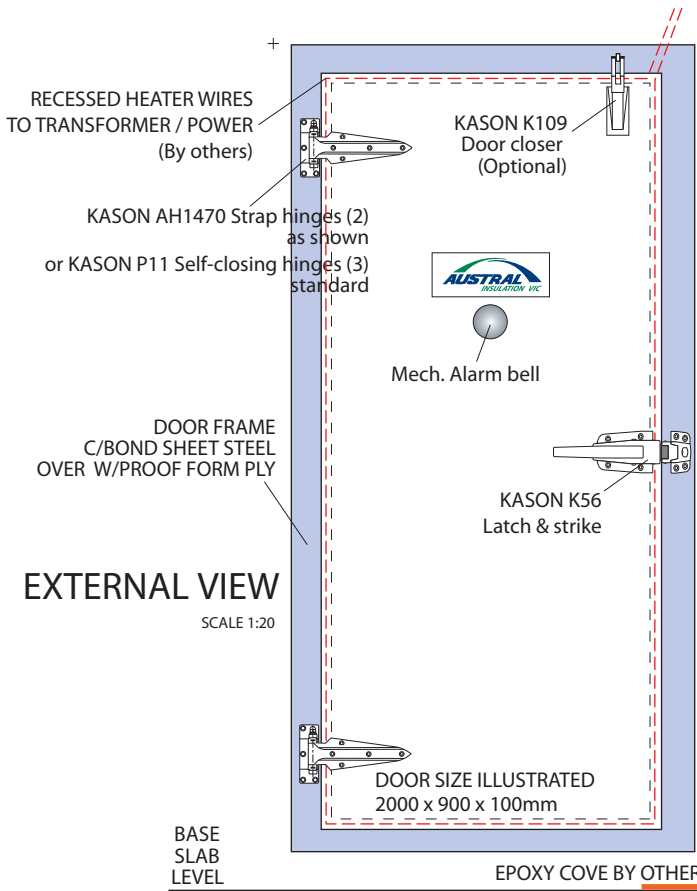 RECESSED HEATER WIRES
TO TRANSFORMER / POWER
(By others)
KASON K109
Door closer
(Optional)
KASON AH1470 Strap hinges (2)
as shown
or KASON P11 Self-closing hinges (3)
standard
AUSTRAL
INSULATION VIC
Mech. Alarm bell
DOOR FRAME
C/BOND SHEET STEEL
OVER W/PROOF FORM PLY
KASON K56
Latch & strike
EXTERNAL VIEW
SCALE 1:20
DOOR SIZE ILLUSTRATED
2000 x 900 x 100mm
BASE
SLAB
LEVEL
EPOXY COVE BY OTHER